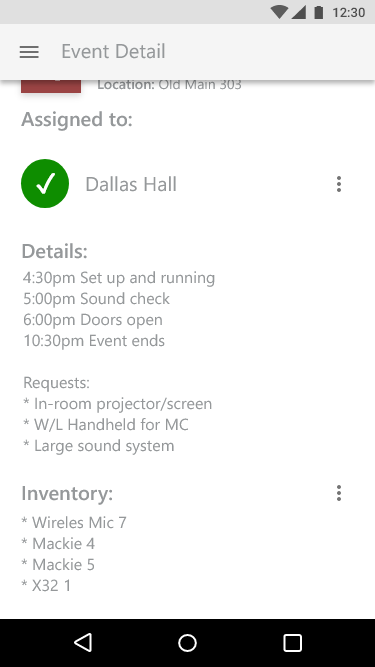 12:30
Event Detail
Location: Old Main 303
Assigned to:
Dallas Hall
Details:
4:30pm Set up and running
5:00pm Sound check
6:00pm Doors open
10:30pm Event ends
Requests:
* In-room projector/screen
* W/L Handheld for MC
* Large sound system
Inventory:
* Wireles Mic 7
* Mackie 4
* Mackie 5
* X32 1